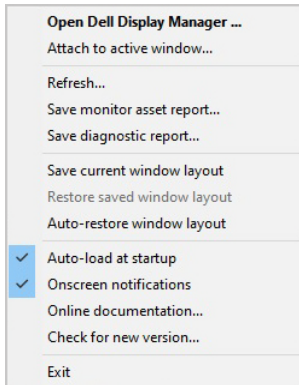 Open Dell Display Manager ...
Attach to active window...
Refresh...
Save monitor asset report...
Save diagnostic report...
Save current window layout
Restore saved window layout
Auto-restore window layout
Auto-load at startup
Onscreen notifications
Online documentation...
Check for new version...
Exit